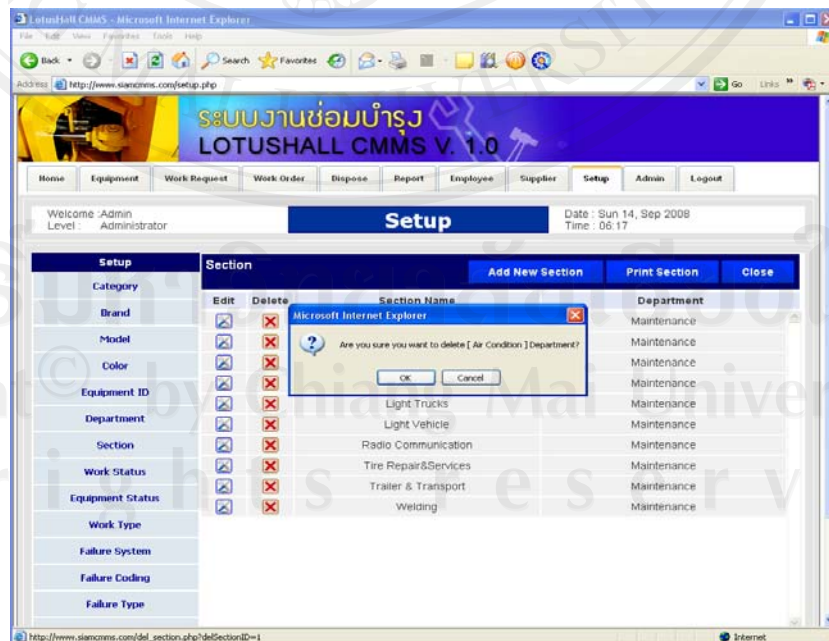 LotusHall CMMS - Microsoft Internet Explorer
File Edit View Favorites Tools Help
Back Search Favorites
Address http://www.siamcmms.com/setup.php Go Links
ระบบงานซ่อมบำรุง
LOTUSHALL CMMS V. 1.0
Home Equipment Work Request Work Order Dispose Report Employee Supplier Setup Admin Logout
Welcome :Admin
Level : Administrator
Setup
Date : Sun 14, Sep 2008
Time : 06:17
Setup
Category
Brand
Model
Color
Equipment ID
Department
Section
Work Status
Equipment Status
Work Type
Failure System
Failure Coding
Failure Type
Section
Add New Section Print Section Close
Edit Delete Section Name Department
Maintenance
Maintenance
Maintenance
Maintenance
Light Trucks Maintenance
Light Vehicle Maintenance
Radio Communication Maintenance
Tire Repair&Services Maintenance
Trailer & Transport Maintenance
Welding Maintenance
Microsoft Internet Explorer
Are you sure you want to delete [ Air Condition ] Department?
OK Cancel
http://www.siamcmms.com/del_section.php?delSectionID=1 Internet
by Chiang Mai Univer
rights reserv